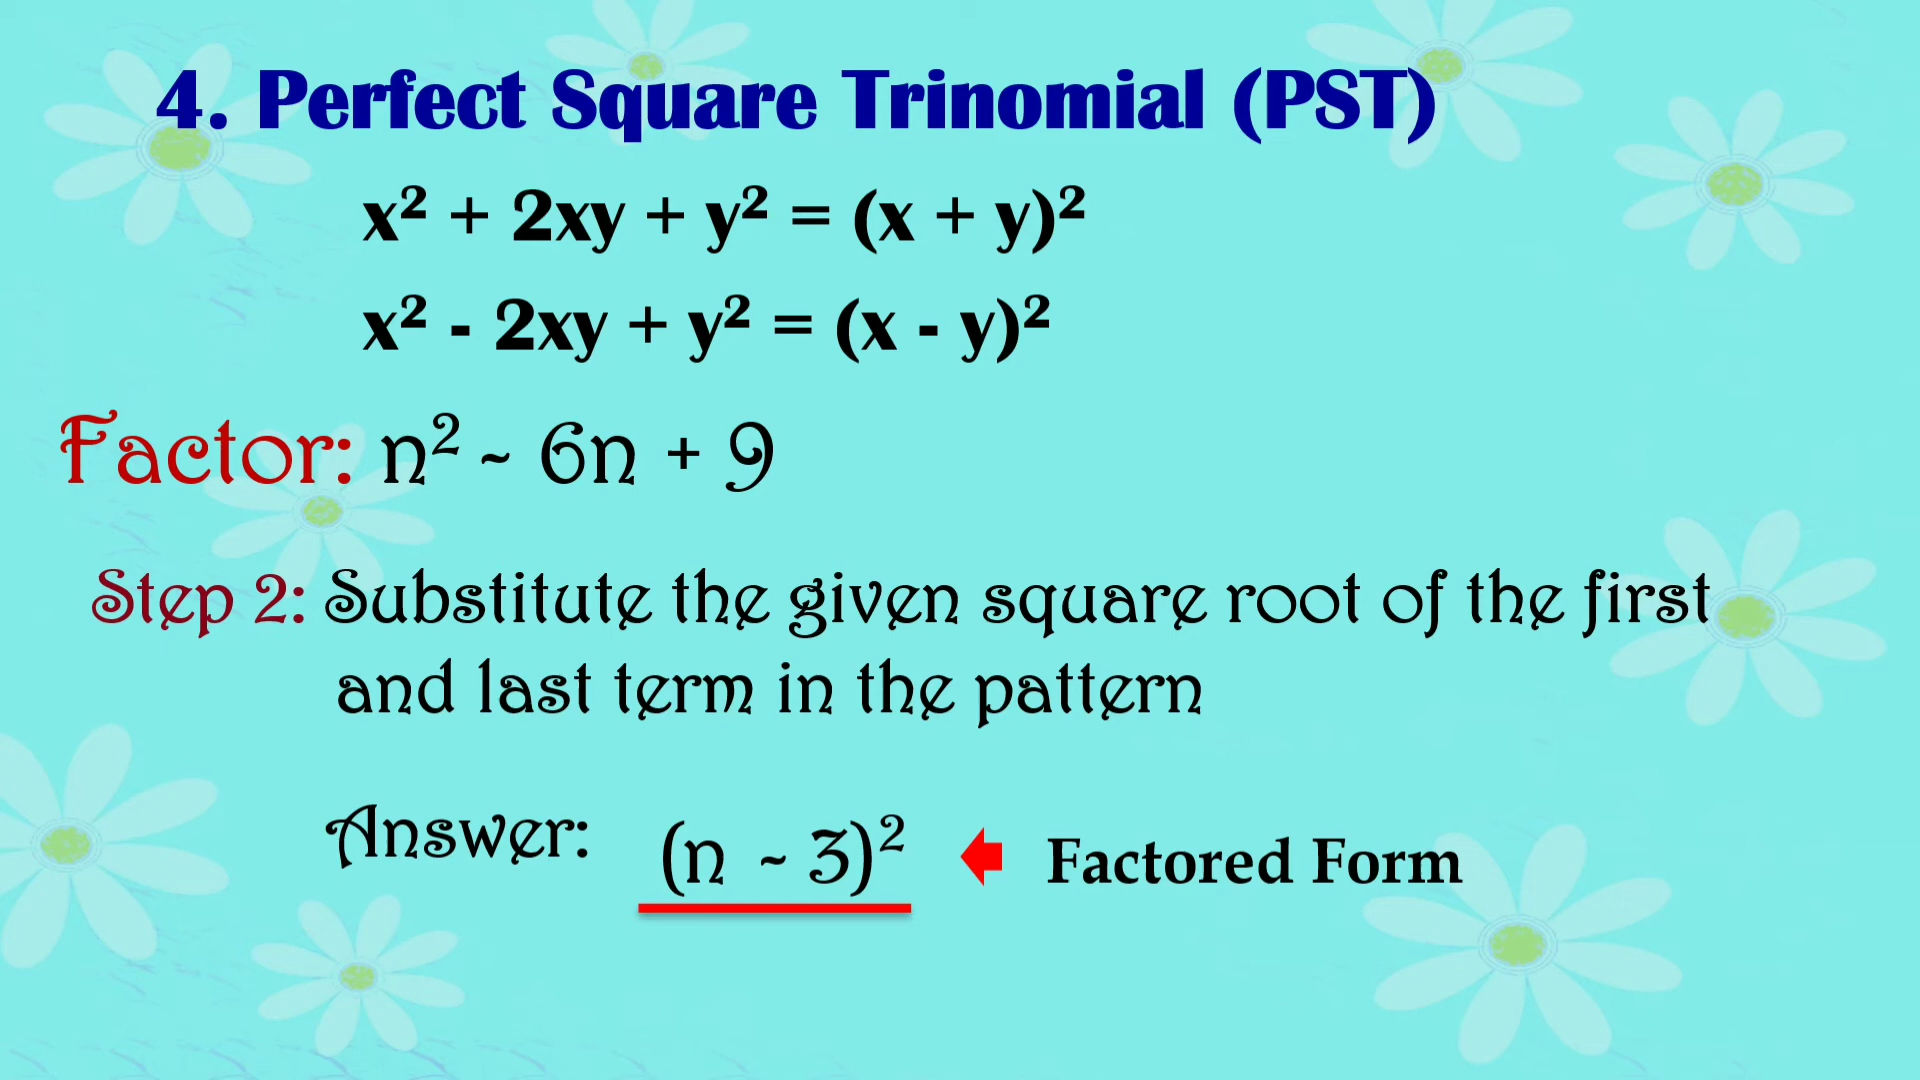 4. Perfect Square Trinomial (PST)
x² + 2xy + y² = (x + y)²
x² - 2xy + y² = (x - y)²
Factor: n² ~ 6n + 9
Step 2: Substitute the given square root of the first
and last term in the pattern
Answer: (n ~ 3)² Factored Form